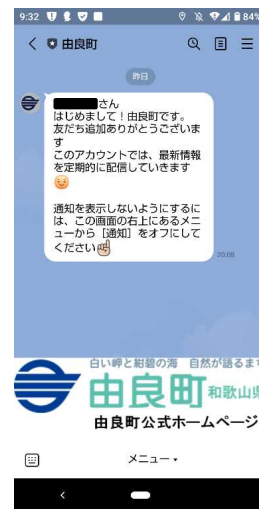 9:32
84%
由良町
昨日
さん
はじめまして！由良町です。
友だち追加ありがとうございま
す
このアカウントでは、最新情報
を定期的に配信していきます
通知を表示しないようにするに
は、この画面の右上にあるメニ
ューから［通知］をオフにして
ください
20:08
白い岬と紺碧の海　自然が語るま
由良町 和歌山県
由良町公式ホームページ
メニュー